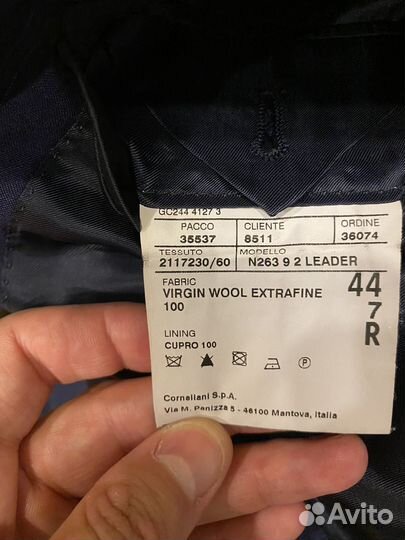 GC244 4127 3
PACCO CLIENTE ORDINE
35537 8511 36074
TESSUTO MODELLO
2117230/60 N263 9 2 LEADER
FABRIC
VIRGIN WOOL EXTRAFINE 44
100 7
R
LINING
CUPRO 100
P
Corneliani S.p.A.
Via M. Panizza 5 - 46100 Mantova, Italia
Avito